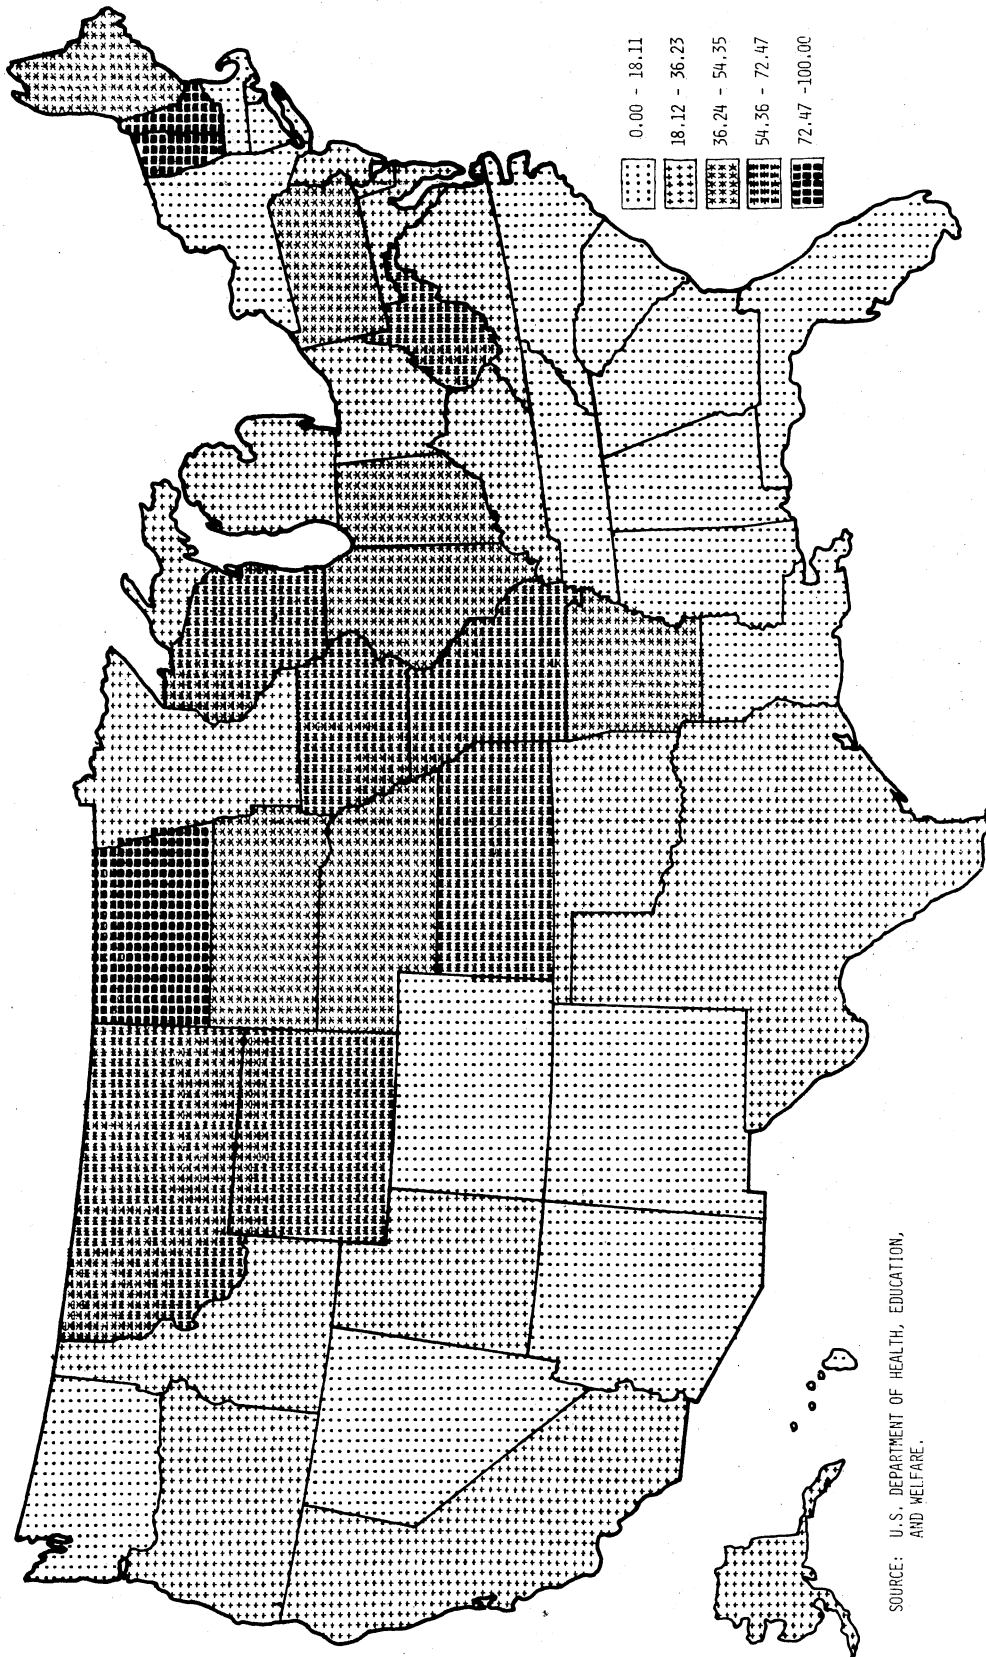 0.00 - 18.11
18.12 - 36.23
36.24 - 54.35
54.36 - 72.47
72.47 -100.00
SOURCE: U.S. DEPARTMENT OF HEALTH, EDUCATION,
AND WELFARE.